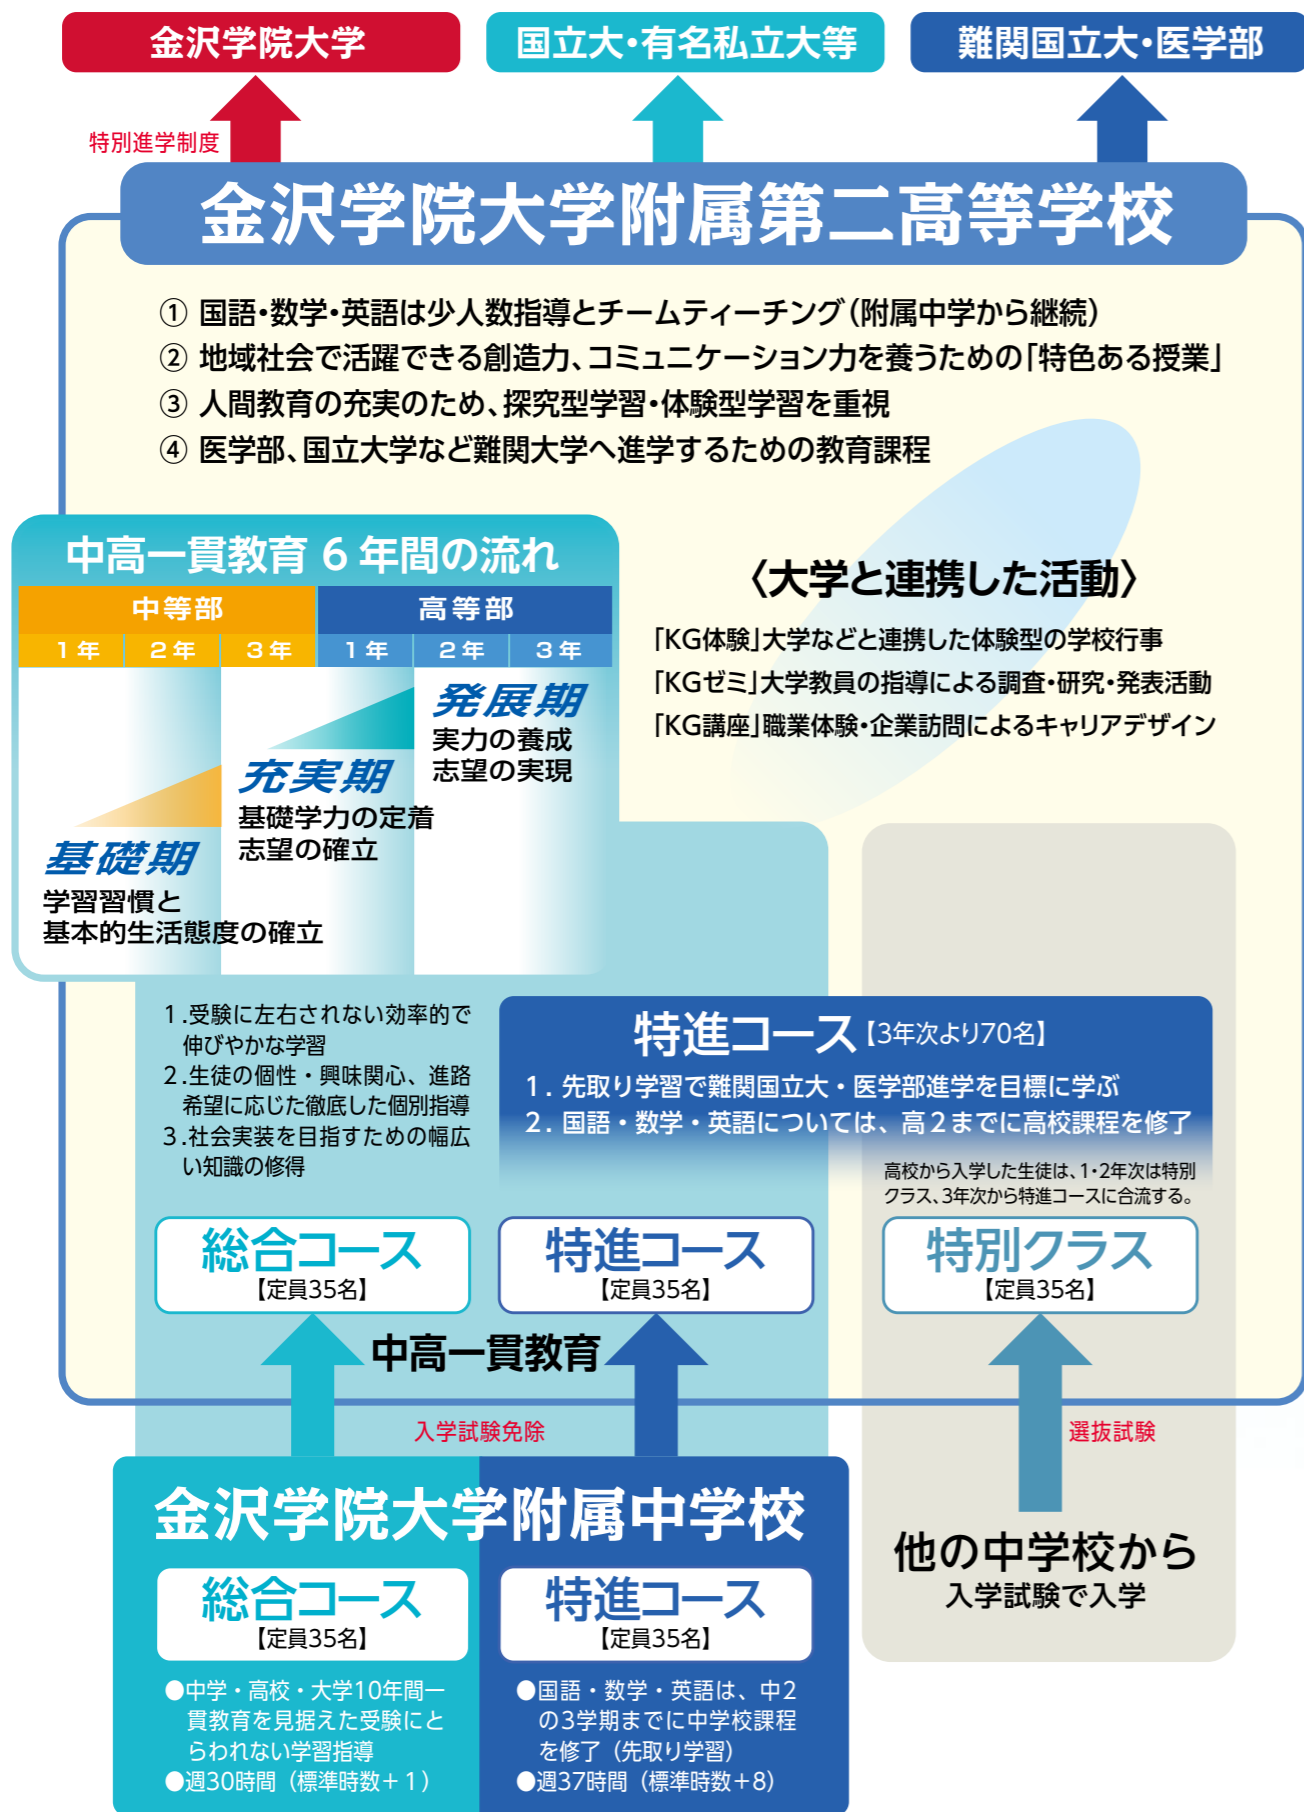 金沢学院大学
国立大・有名私立大等
難関国立大・医学部
特別進学制度
金沢学院大学附属第二高等学校
① 国語・数学・英語は少人数指導とチームティーチング（附属中学から継続）
② 地域社会で活躍できる創造力、コミュニケーション力を養うための「特色ある授業」
③ 人間教育の充実のため、探究型学習・体験型学習を重視
④ 医学部、国立大学など難関大学へ進学するための教育課程
中高一貫教育 6 年間の流れ
中等部
高等部
1 年
2 年
3 年
1 年
2 年
3 年
発展期
実力の養成
志望の実現
充実期
基礎学力の定着
志望の確立
基礎期
学習習慣と
基本的生活態度の確立
〈大学と連携した活動〉
「KG体験」大学などと連携した体験型の学校行事
「KGゼミ」大学教員の指導による調査・研究・発表活動
「KG講座」職業体験・企業訪問によるキャリアデザイン
１.受験に左右されない効率的で
伸びやかな学習
２.生徒の個性・興味関心、進路
希望に応じた徹底した個別指導
３.社会実装を目指すための幅広
い知識の修得
特進コース【3年次より70名】
１. 先取り学習で難関国立大・医学部進学を目標に学ぶ
２. 国語・数学・英語については、高２までに高校課程を修了
高校から入学した生徒は、1・2年次は特別
クラス、3年次から特進コースに合流する。
総合コース
【定員35名】
特進コース
【定員35名】
特別クラス
【定員35名】
中高一貫教育
入学試験免除
選抜試験
金沢学院大学附属中学校
総合コース
【定員35名】
●中学・高校・大学10年間一
貫教育を見据えた受験にと
らわれない学習指導
●週30時間（標準時数＋１）
特進コース
【定員35名】
●国語・数学・英語は、中2
の3学期までに中学校課程
を修了（先取り学習）
●週37時間（標準時数＋8）
他の中学校から
入学試験で入学